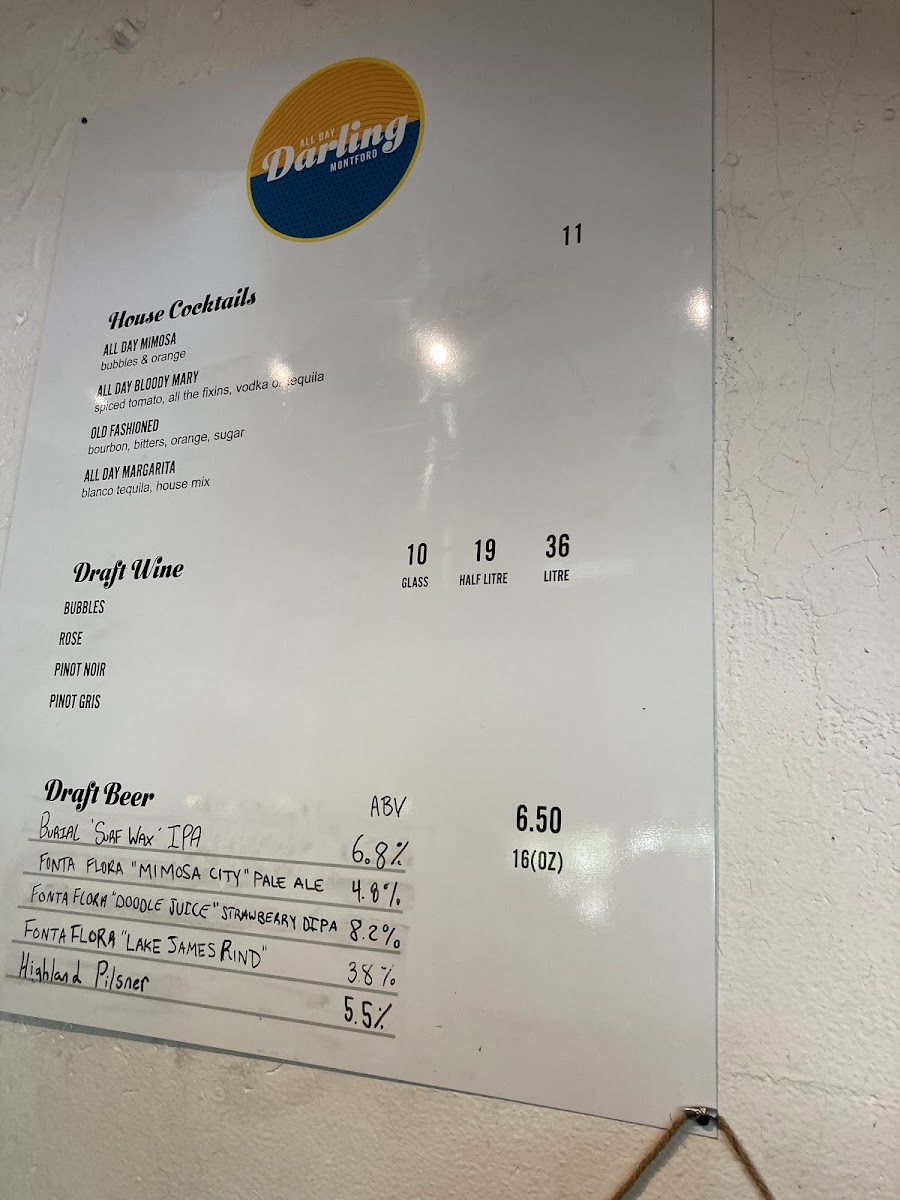 ALL DAY
Darling
MONTFORD
11
House Cocktails
ALL DAY MIMOSA
bubbles & orange
ALL DAY BLOODY MARY
spiced tomato, all the fixins, vodka or tequila
OLD FASHIONED
bourbon, bitters, orange, sugar
ALL DAY MARGARITA
blanco tequila, house mix
Draft Wine 10 19 36
GLASS HALF LITRE LITRE
BUBBLES
ROSE
PINOT NOIR
PINOT GRIS
Draft Beer ABV 6.50
16(OZ)
BURIAL 'SURF WAX' IPA 6.8%
FONTA FLORA "MIMOSA CITY" PALE ALE 4.8%
FONTA FLORA "DOODLE JUICE" STRAWBERRY DIPA 8.2%
FONTA FLORA "LAKE JAMES RIND" 3.8%
Highland Pilsner 5.5%